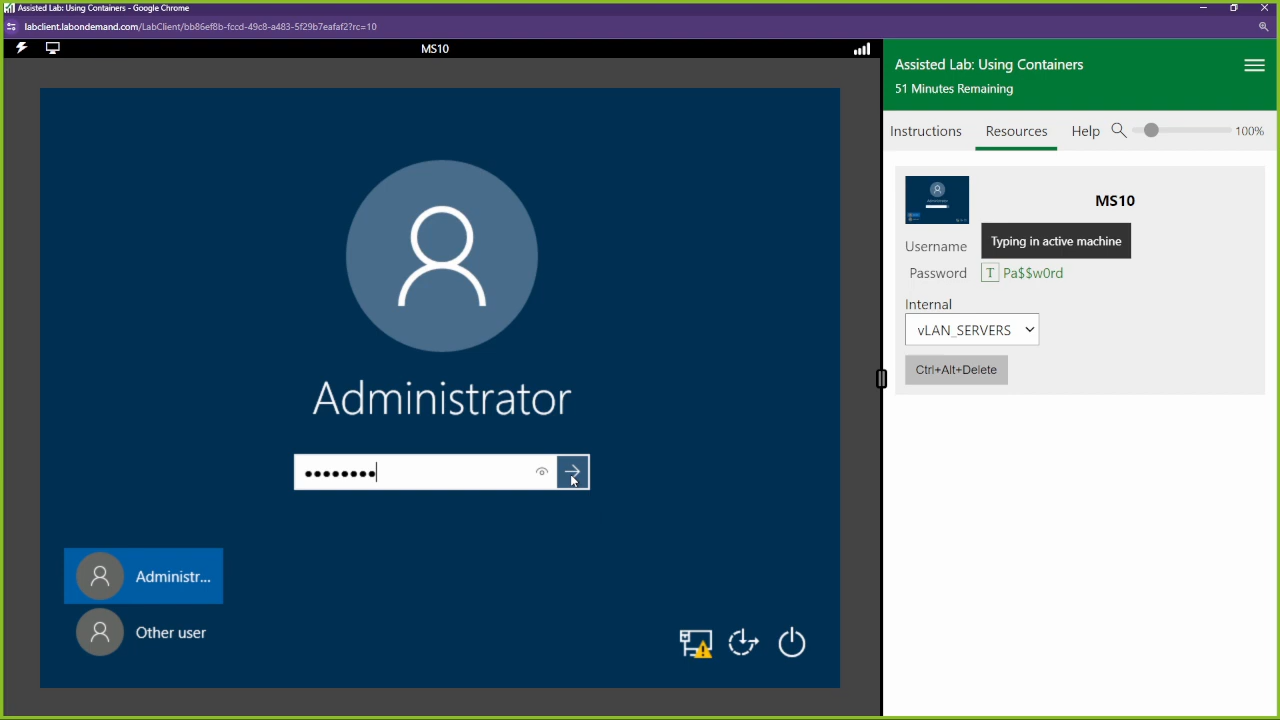 Assisted Lab: Using Containers - Google Chrome
labclient.labondemand.com/LabClient/bb86ef8b-fccd-49c8-a483-5f29b7eafaf2?rc=10
MS10
Administrator
Administr...
Other user
Assisted Lab: Using Containers
51 Minutes Remaining
Instructions Resources Help 100%
MS10
Username
Typing in active machine
Password T Pa$$w0rd
Internal
vLAN_SERVERS
Ctrl+Alt+Delete